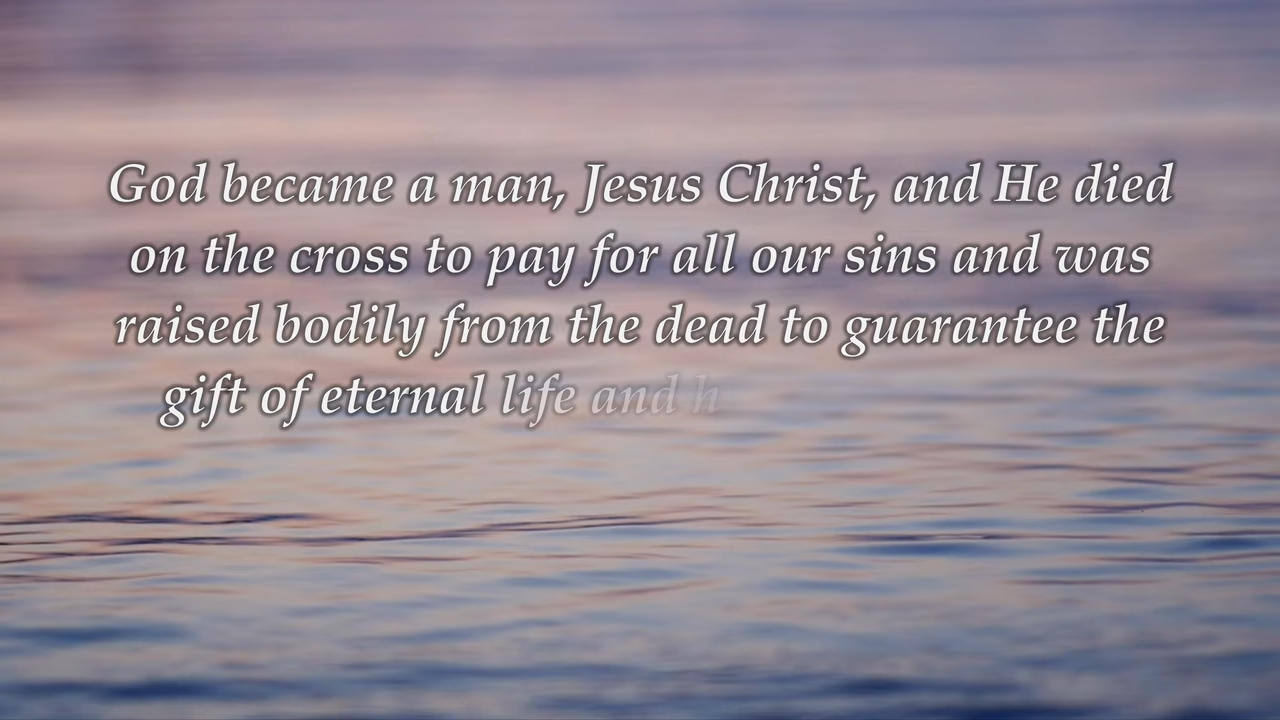 God became a man, Jesus Christ, and He died
on the cross to pay for all our sins and was
raised bodily from the dead to guarantee the
gift of eternal life and h